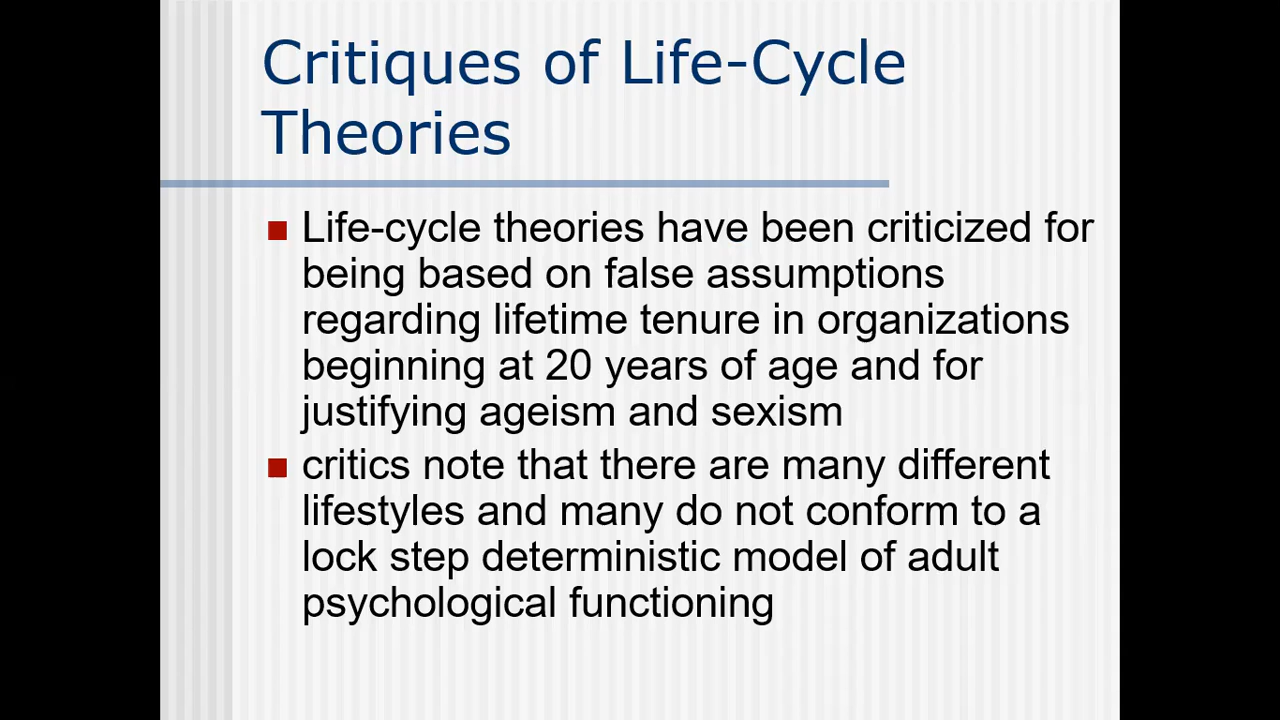 Critiques of Life-Cycle
Theories
Life-cycle theories have been criticized for
being based on false assumptions
regarding lifetime tenure in organizations
beginning at 20 years of age and for
justifying ageism and sexism
critics note that there are many different
lifestyles and many do not conform to a
lock step deterministic model of adult
psychological functioning